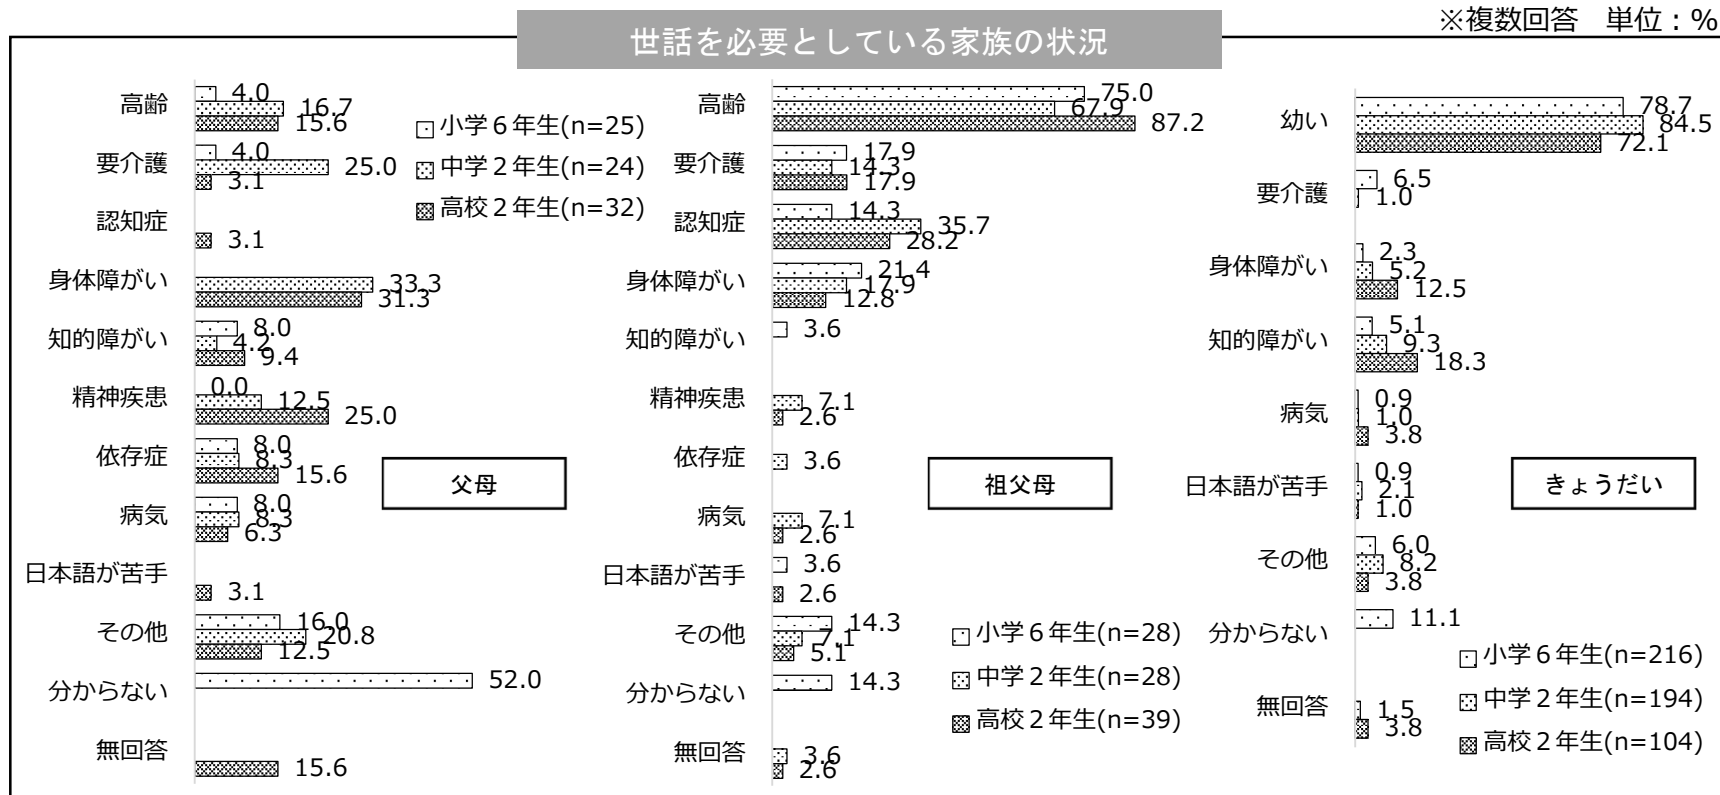 ※複数回答 単位：%
世話を必要としている家族の状況
高齢 4.0 16.7 15.6
要介護 4.0 25.0 3.1
認知症 3.1
身体障がい 33.3 31.3
知的障がい 8.0 4.2 9.4
精神疾患 0.0 12.5 25.0
依存症 8.0 8.3 15.6
病気 8.0 8.3 6.3
日本語が苦手 3.1
その他 16.0 20.8 12.5
分からない 52.0
無回答 15.6
小学６年生(n=25)
中学２年生(n=24)
高校２年生(n=32)
父母
高齢 75.0 67.9 87.2
要介護 17.9 14.3 17.9
認知症 14.3 35.7 28.2
身体障がい 21.4 17.9 12.8
知的障がい 3.6
精神疾患 7.1 2.6
依存症 3.6
病気 7.1 2.6
日本語が苦手 3.6 2.6
その他 14.3 7.1 5.1
分からない 14.3
無回答 3.6 2.6
祖父母
小学６年生(n=28)
中学２年生(n=28)
高校２年生(n=39)
幼い 78.7 84.5 72.1
要介護 6.5 1.0
身体障がい 2.3 5.2 12.5
知的障がい 5.1 9.3 18.3
病気 0.9 1.0 3.8
日本語が苦手 0.9 2.1 1.0
その他 6.0 8.2 3.8
分からない 11.1
無回答 1.5 3.8
きょうだい
小学６年生(n=216)
中学２年生(n=194)
高校２年生(n=104)